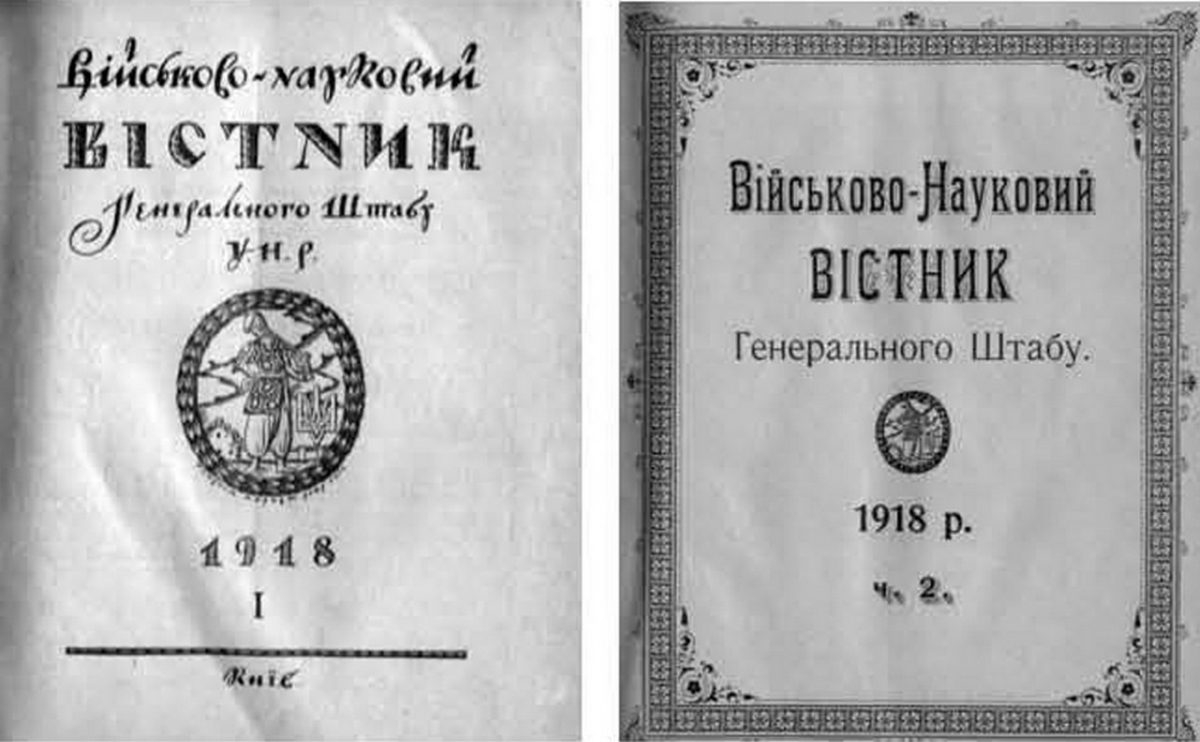 Військово-науковий
ВІСТНИК
Генерального Штабу
У.Н.Р.
1918
I
Київ
Військово-Науковий
ВІСТНИК
Генерального Штабу.
1918 р.
ч. 2.